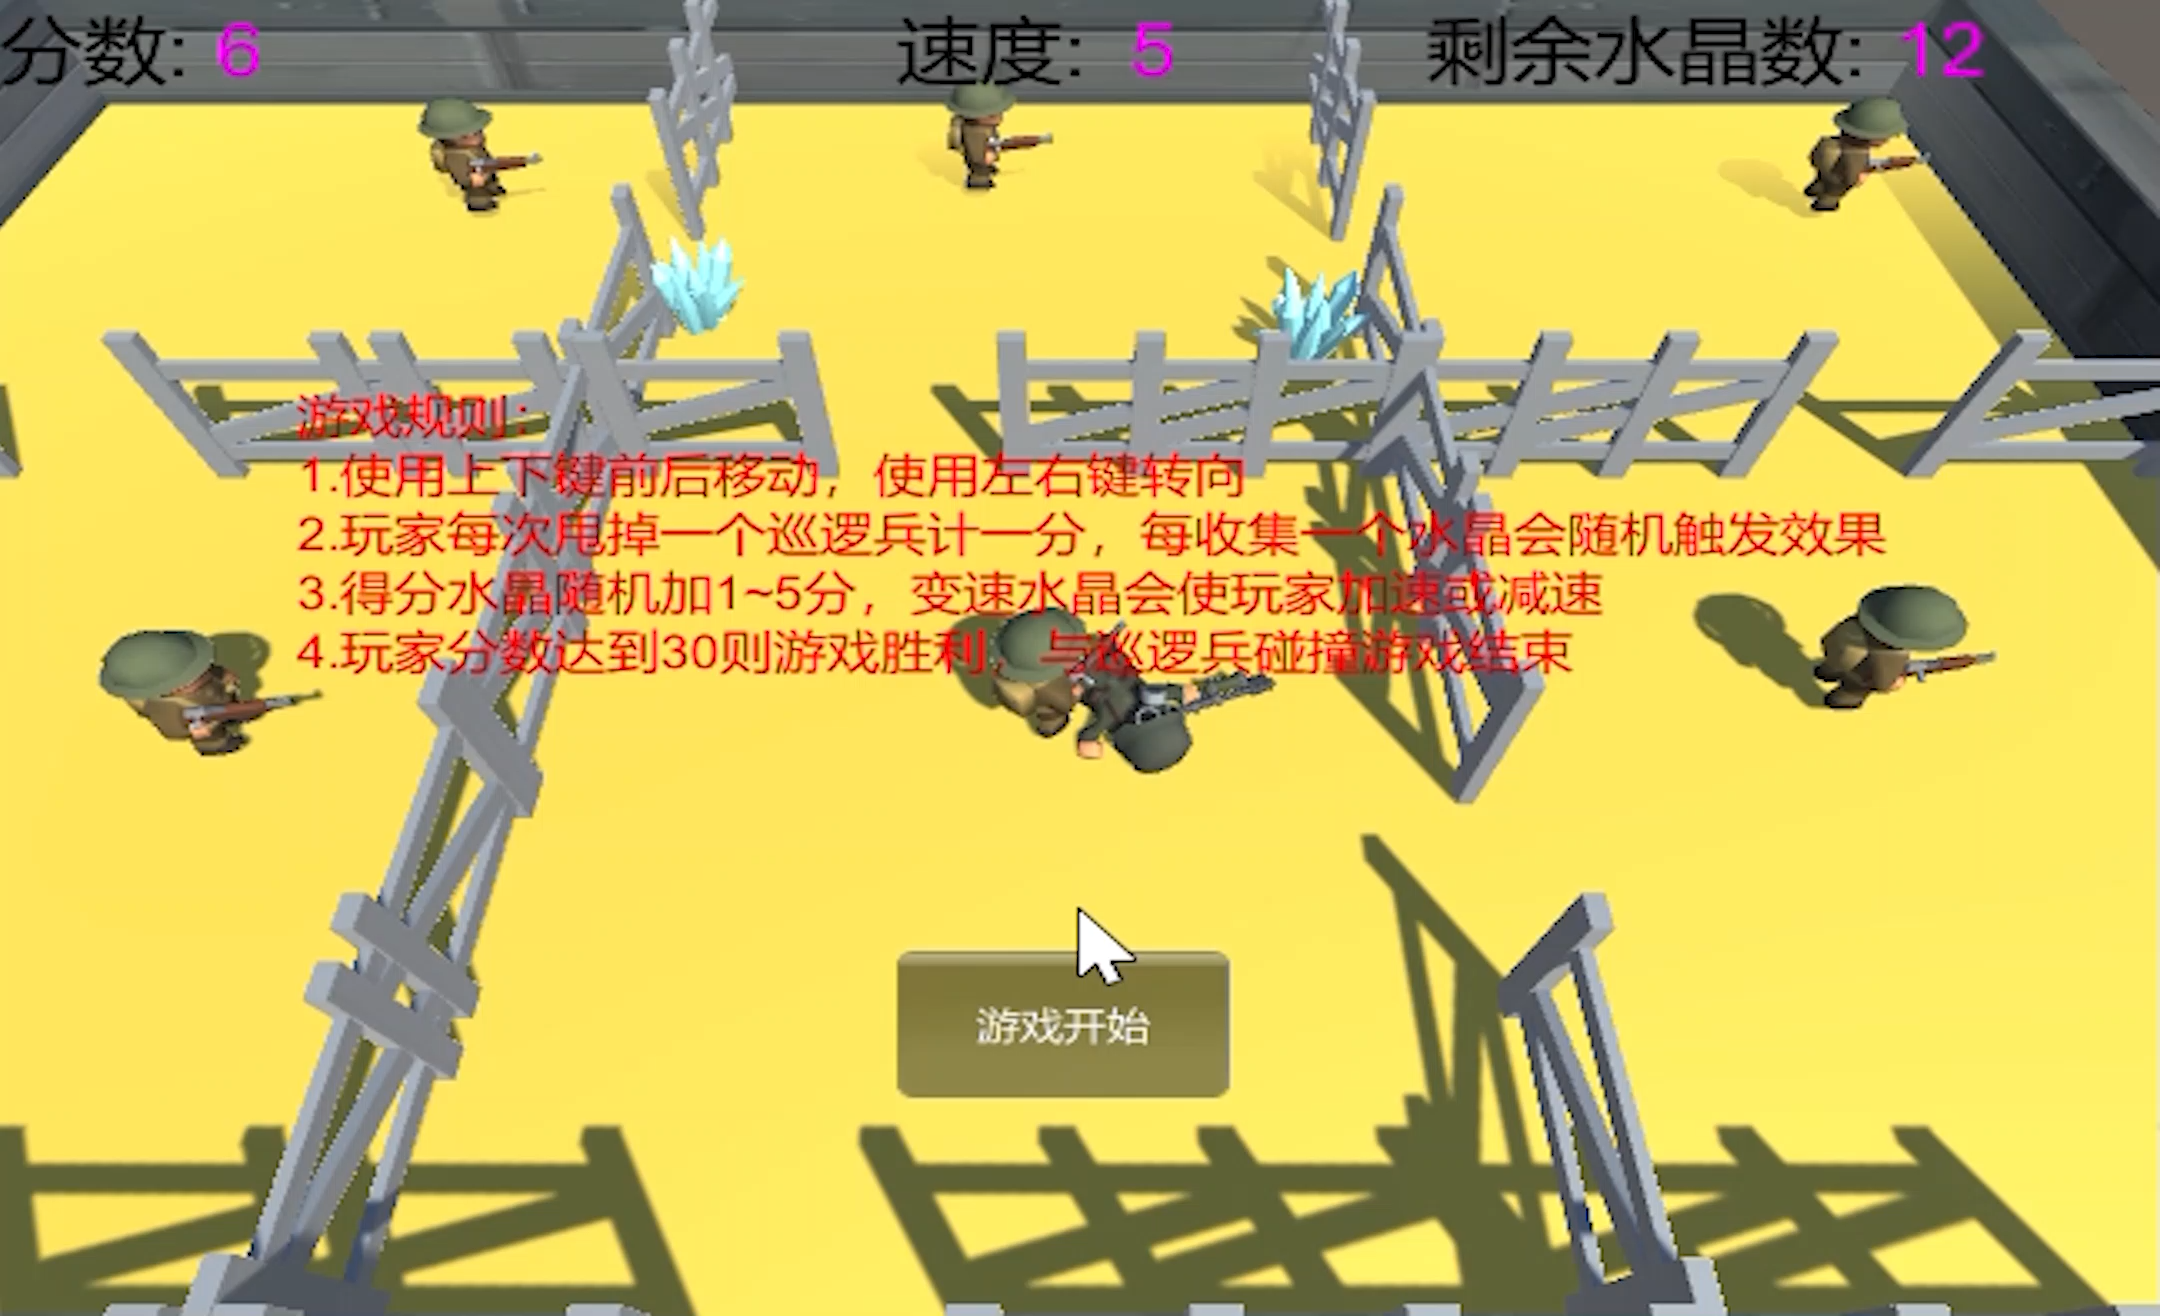 分数: 6 速度: 5 剩余水晶数: 12
游戏规则：
1.使用上下键前后移动，使用左右键转向
2.玩家每次甩掉一个巡逻兵计一分，每收集一个水晶会随机触发效果
3.得分水晶随机加1~5分，变速水晶会使玩家加速或减速
4.玩家分数达到30则游戏胜利，与巡逻兵碰撞游戏结束
游戏开始